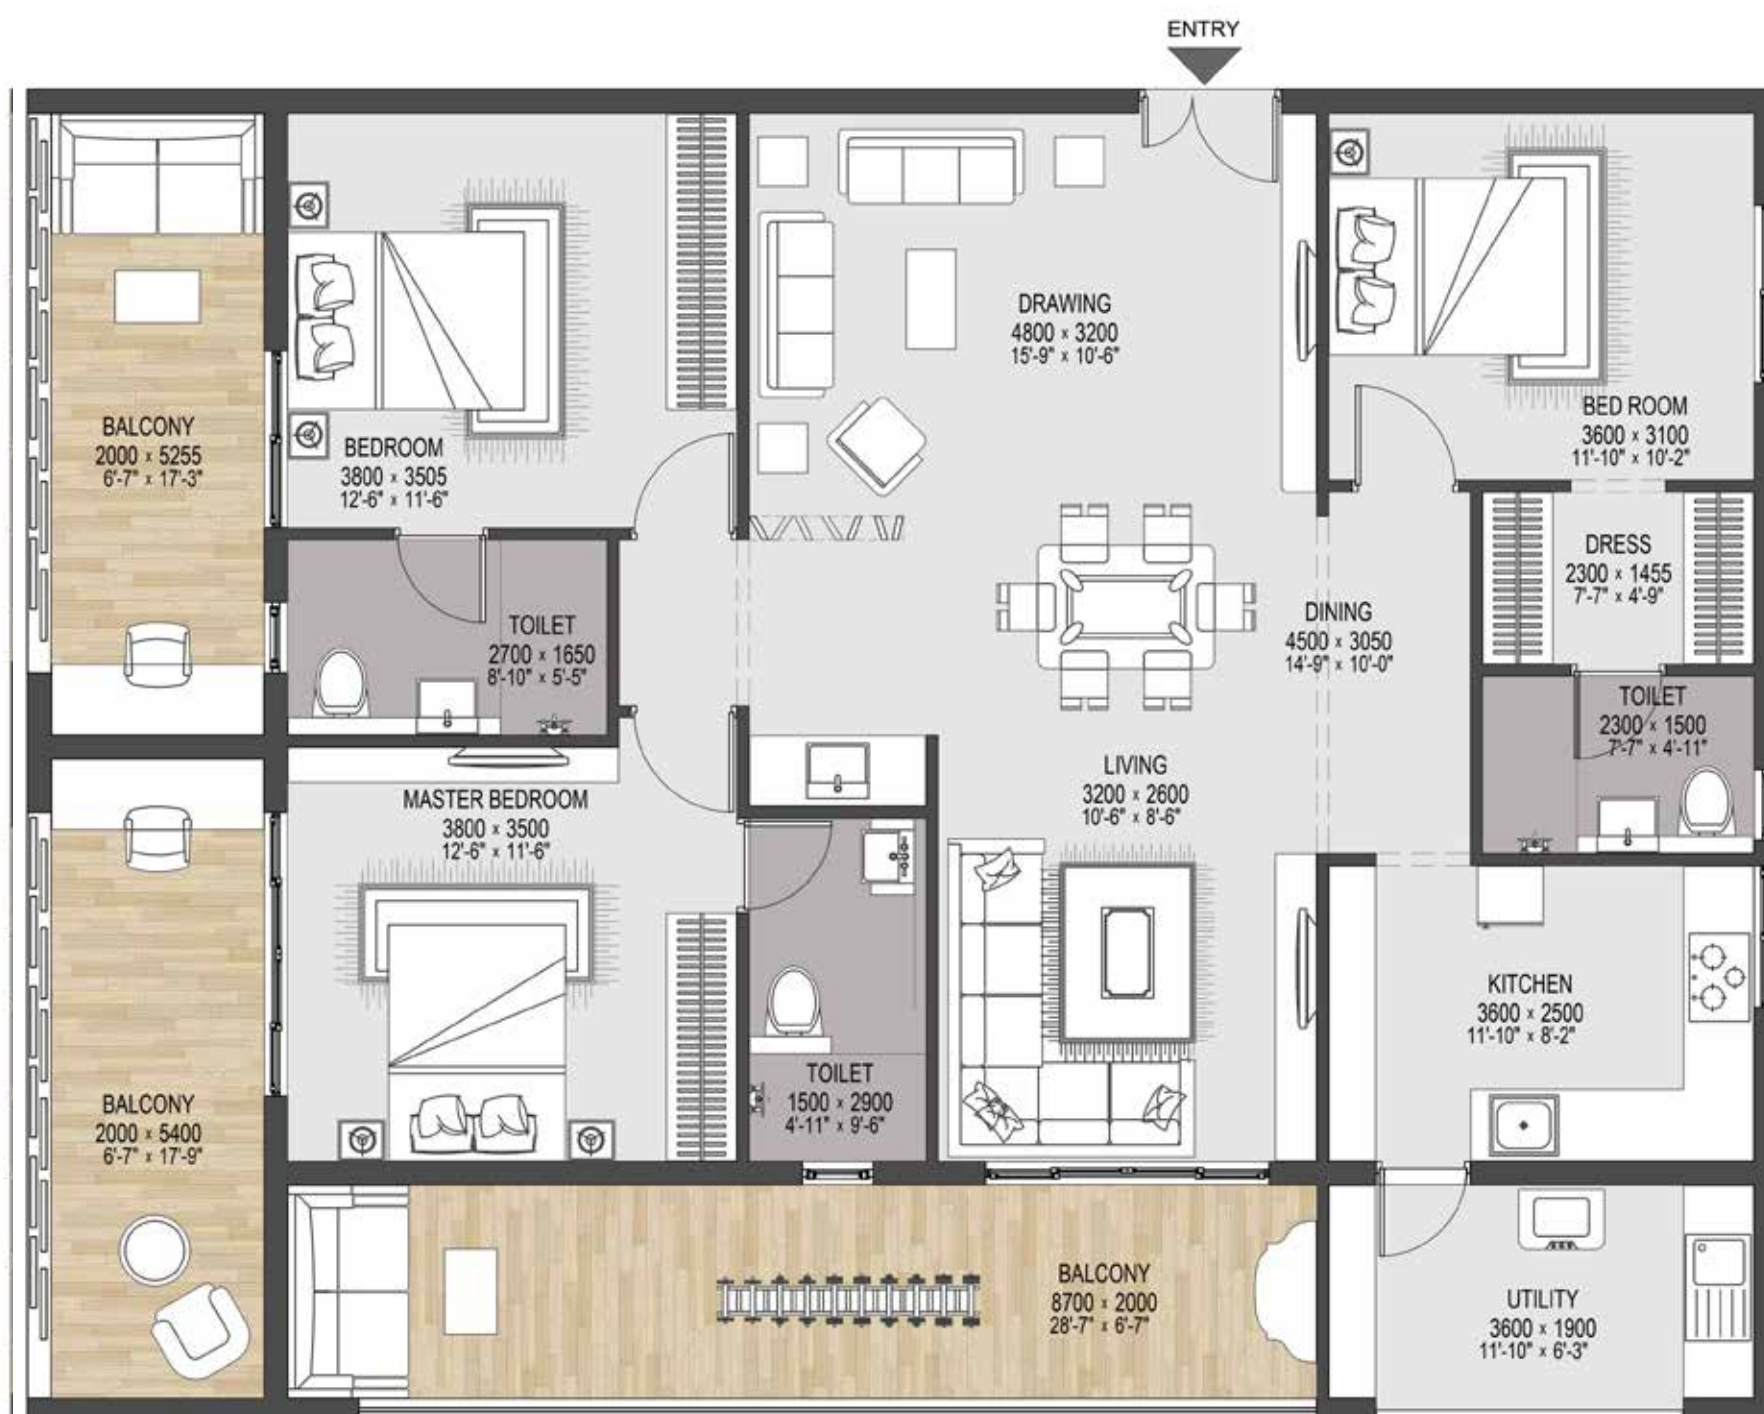 ENTRY
BALCONY
2000 x 5255
6'-7" x 17'-3"
BEDROOM
3800 x 3505
12'-6" x 11'-6"
DRAWING
4800 x 3200
15'-9" x 10'-6"
BED ROOM
3600 x 3100
11'-10" x 10'-2"
DRESS
2300 x 1455
7'-7" x 4'-9"
TOILET
2700 x 1650
8'-10" x 5'-5"
DINING
4500 x 3050
14'-9" x 10'-0"
TOILET
2300 x 1500
7'-7" x 4'-11"
MASTER BEDROOM
3800 x 3500
12'-6" x 11'-6"
LIVING
3200 x 2600
10'-6" x 8'-6"
KITCHEN
3600 x 2500
11'-10" x 8'-2"
BALCONY
2000 x 5400
6'-7" x 17'-9"
TOILET
1500 x 2900
4'-11" x 9'-6"
BALCONY
8700 x 2000
28'-7" x 6'-7"
UTILITY
3600 x 1900
11'-10" x 6'-3"